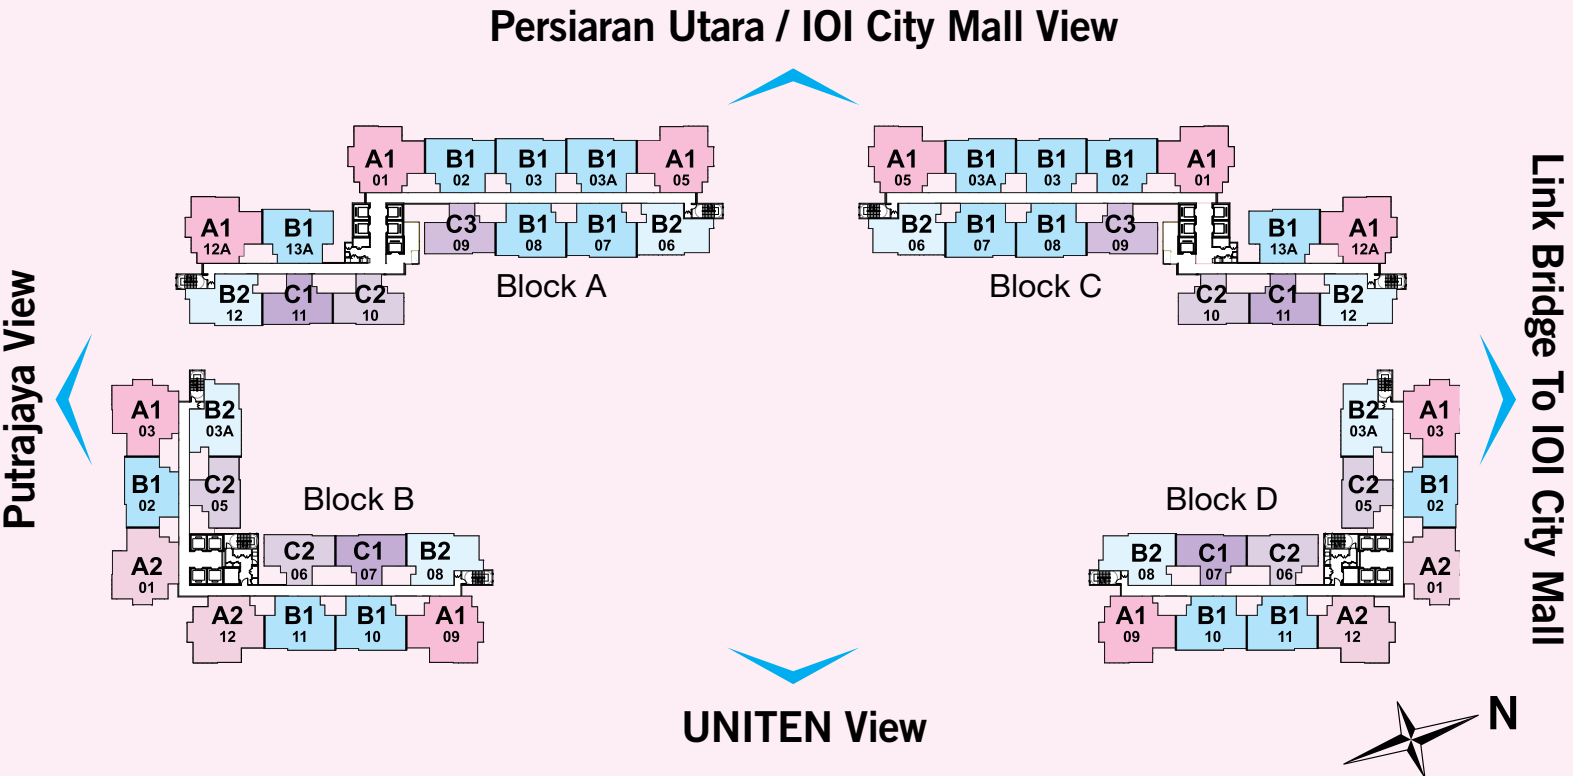 Persiaran Utara / IOI City Mall View
A1
01
B1
02
B1
03
B1
03A
A1
05
A1
05
B1
03A
B1
03
B1
02
A1
01
A1
12A
B1
13A
C3
09
B1
08
B1
07
B2
06
B2
06
B1
07
B1
08
C3
09
B1
13A
A1
12A
Block A
Block C
B2
12
C1
11
C2
10
C2
10
C1
11
B2
12
Putrajaya View
Link Bridge To IOI City Mall
A1
03
B2
03A
B2
03A
A1
03
B1
02
C2
05
Block B
Block D
C2
05
B1
02
A2
01
C2
06
C1
07
B2
08
B2
08
C1
07
C2
06
A2
01
A2
12
B1
11
B1
10
A1
09
A1
09
B1
10
B1
11
A2
12
UNITEN View
N